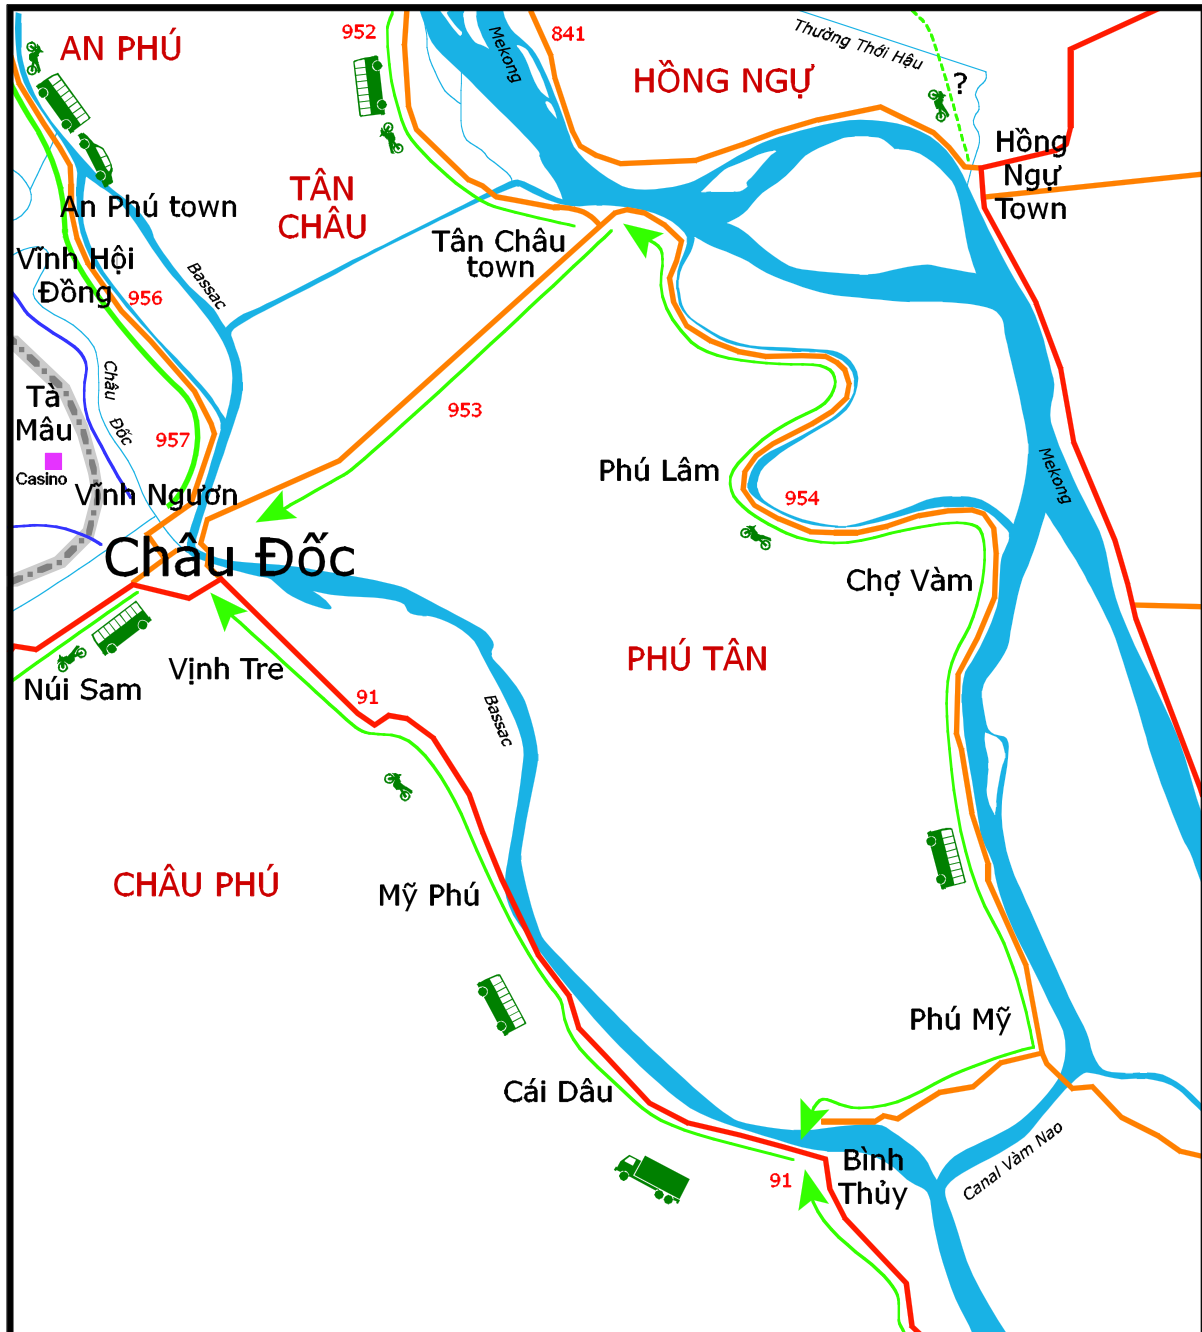 952
841
Mekong
Thường Thới Hậu
AN PHÚ
HỒNG NGỰ
?
Hồng
Ngự
Town
TÂN
CHÂU
An Phú town
Tân Châu
town
Vĩnh Hội
Đồng
956
Bassac
Châu
Đốc
Tà
Mâu
Casino
953
957
Vĩnh Ngươn
Phú Lâm
954
Mekong
Châu Đốc
Chợ Vàm
Vịnh Tre
Núi Sam
PHÚ TÂN
91
Bassac
CHÂU PHÚ
Mỹ Phú
Phú Mỹ
Cái Dâu
Bình
Thủy
91
Canal Vàm Nao